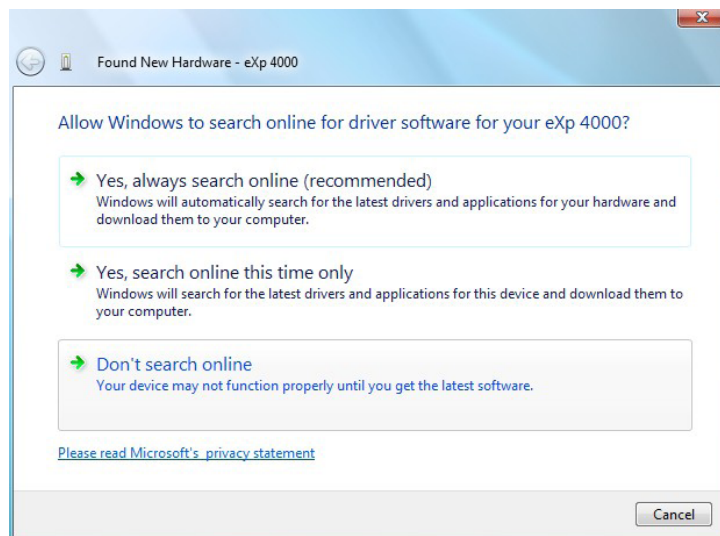 Found New Hardware - eXp 4000
Allow Windows to search online for driver software for your eXp 4000?
Yes, always search online (recommended)
Windows will automatically search for the latest drivers and applications for your hardware and
download them to your computer.
Yes, search online this time only
Windows will search for the latest drivers and applications for this device and download them to
your computer.
Don't search online
Your device may not function properly until you get the latest software.
Please read Microsoft's privacy statement
Cancel